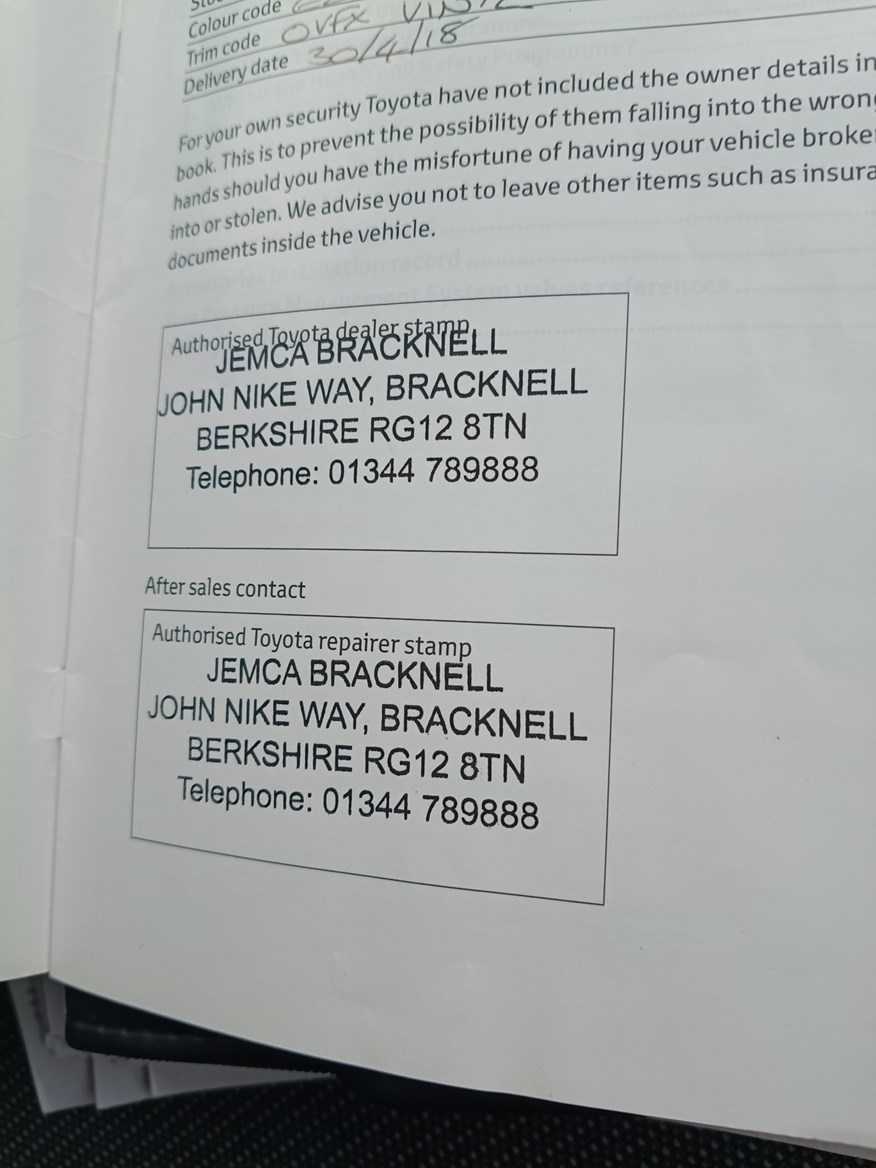 Colour code
Trim code OVFX
Delivery date 30/4/18
For your own security Toyota have not included the owner details in
book. This is to prevent the possibility of them falling into the wrong
hands should you have the misfortune of having your vehicle broke
into or stolen. We advise you not to leave other items such as insura
documents inside the vehicle.
Authorised Toyota dealer stamp
JEMCA BRACKNELL
JOHN NIKE WAY, BRACKNELL
BERKSHIRE RG12 8TN
Telephone: 01344 789888
After sales contact
Authorised Toyota repairer stamp
JEMCA BRACKNELL
JOHN NIKE WAY, BRACKNELL
BERKSHIRE RG12 8TN
Telephone: 01344 789888